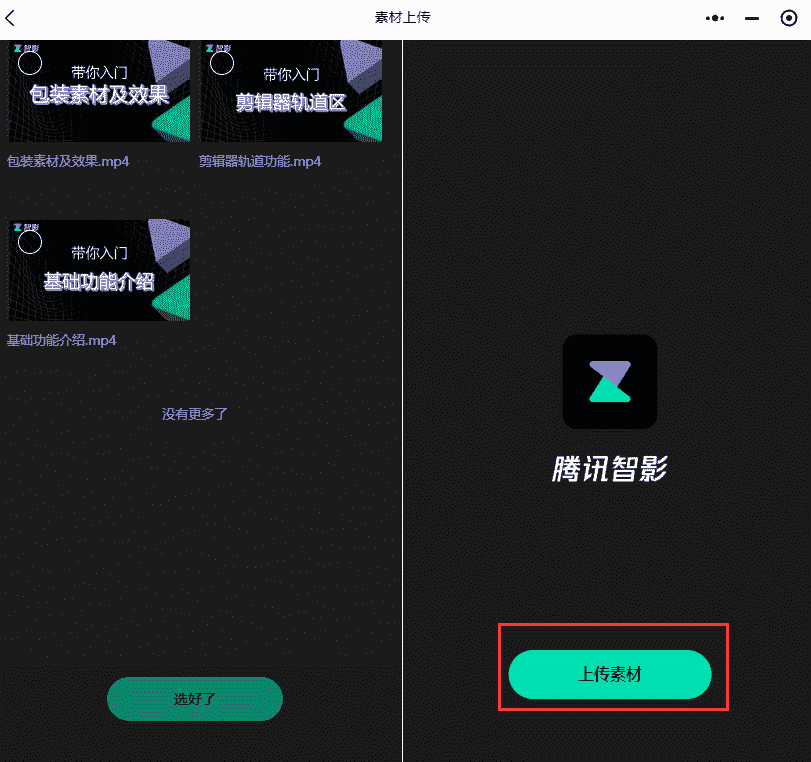 素材上传
智影
带你入门
包装素材及效果
包装素材及效果.mp4
智影
带你入门
剪辑器轨道区
剪辑器轨道功能.mp4
智影
带你入门
基础功能介绍
基础功能介绍.mp4
没有更多了
选好了
腾讯智影
上传素材